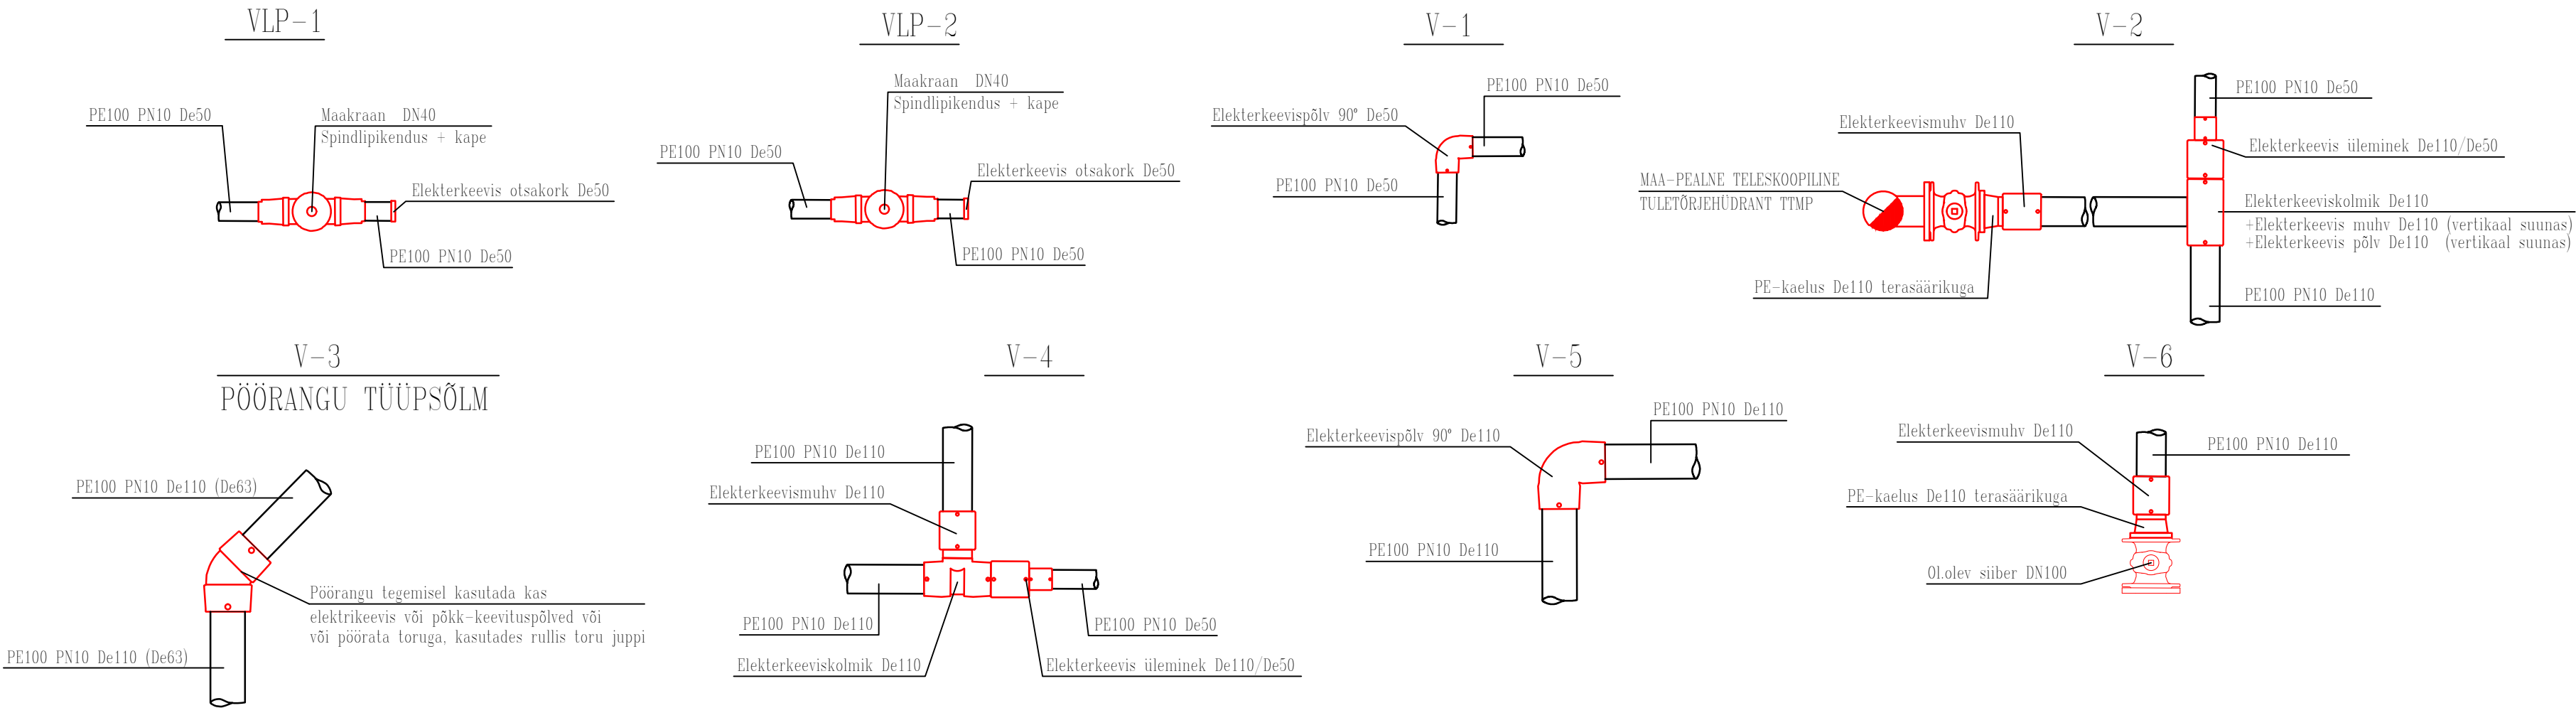 VLP-1
PE100 PN10 De50
Maakraan DN40
Spindlipikendus + kape
Elekterkeevis otsakork De50
PE100 PN10 De50
VLP-2
Maakraan DN40
Spindlipikendus + kape
PE100 PN10 De50
Elekterkeevis otsakork De50
PE100 PN10 De50
V-1
PE100 PN10 De50
Elekterkeevispõlv 90° De50
PE100 PN10 De50
V-2
PE100 PN10 De50
Elekterkeevismuhv De110
Elekterkeevis üleminek De110/De50
MAA-PEALNE TELESKOOPILINE
TULETÕRJEHÜDRANT TTMP
Elekterkeeviskolmik De110
+Elekterkeevis muhv De110 (vertikaal suunas)
+Elekterkeevis põlv De110 (vertikaal suunas)
PE-kaelus De110 terasäärikuga
PE100 PN10 De110
V-3
PÖÖRANGU TÜÜPSÕLM
PE100 PN10 De110 (De63)
Pöörangu tegemisel kasutada kas
elektrikeevis või põkk-keevituspõlved või
või pöörata toruga, kasutades rullis toru juppi
PE100 PN10 De110 (De63)
V-4
PE100 PN10 De110
Elekterkeevismuhv De110
PE100 PN10 De110
PE100 PN10 De50
Elekterkeeviskolmik De110
Elekterkeevis üleminek De110/De50
V-5
PE100 PN10 De110
Elekterkeevispõlv 90° De110
PE100 PN10 De110
V-6
Elekterkeevismuhv De110
PE100 PN10 De110
PE-kaelus De110 terasäärikuga
Ol.olev siiber DN100